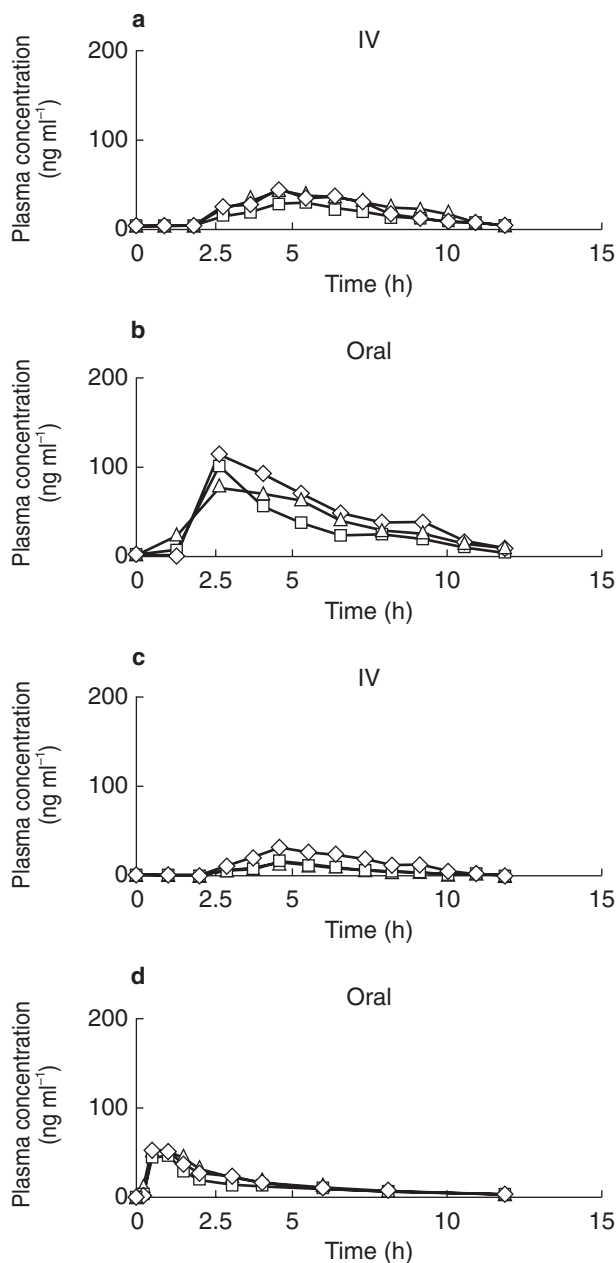 a
IV
Plasma concentration
(ng ml⁻¹)
200
100
0
0 2.5 5 10 15
Time (h)
b
Oral
Plasma concentration
(ng ml⁻¹)
200
100
0
0 2.5 5 10 15
Time (h)
c
IV
Plasma concentration
(ng ml⁻¹)
200
100
0
0 2.5 5 10 15
Time (h)
d
Oral
Plasma concentration
(ng ml⁻¹)
200
100
0
0 2.5 5 10 15
Time (h)